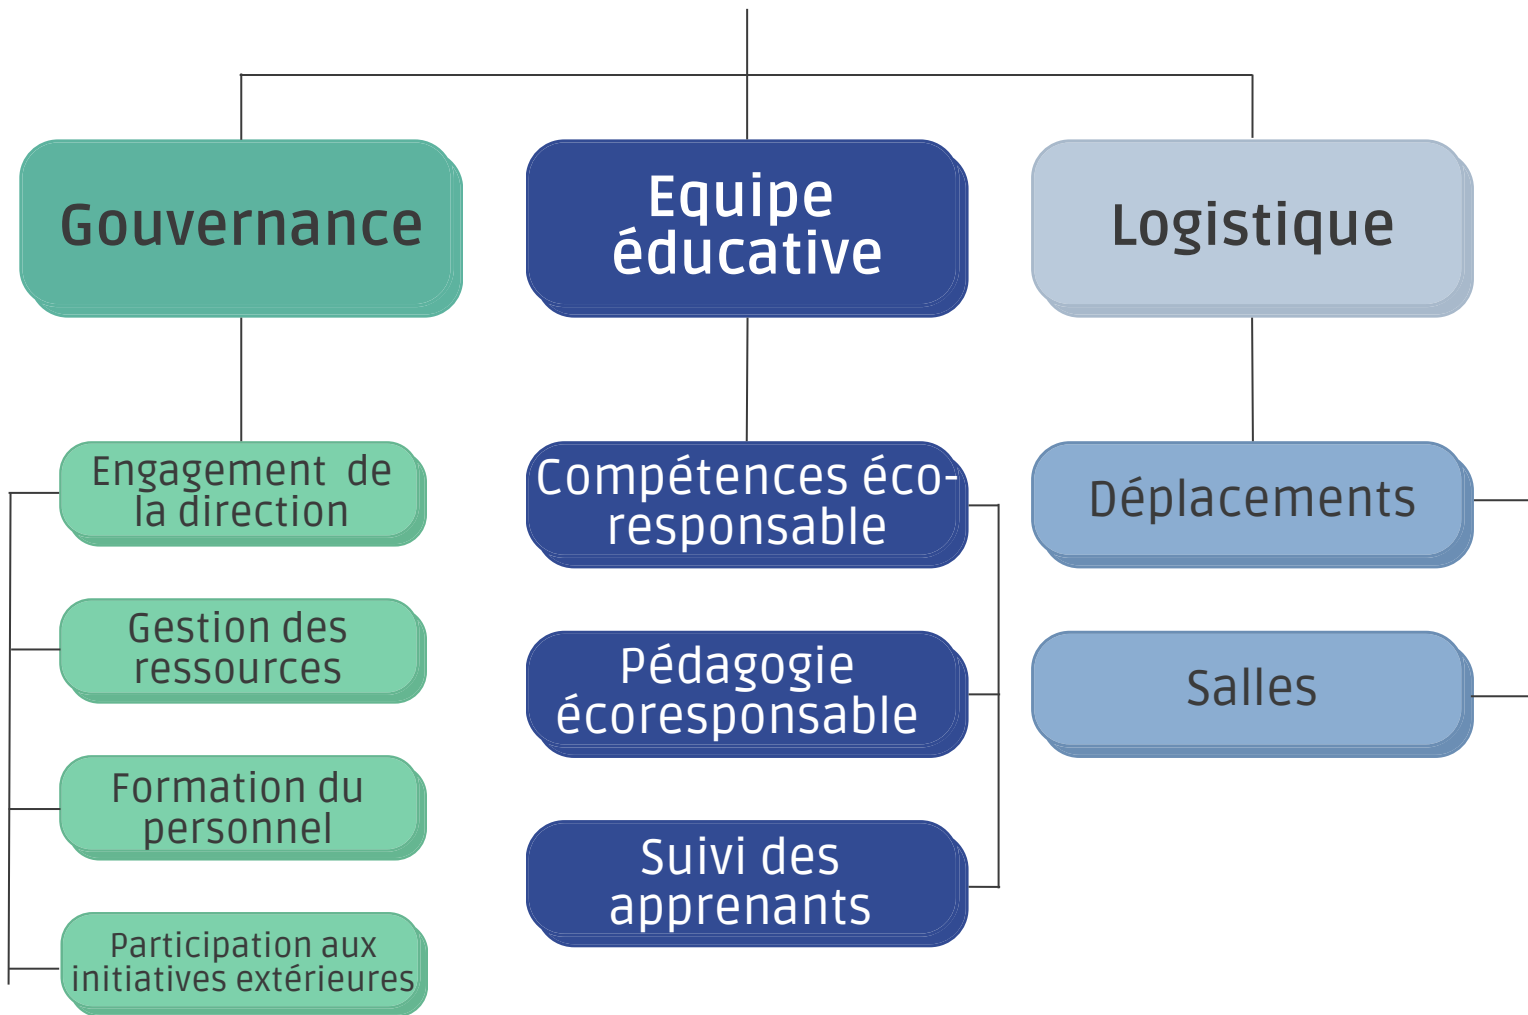 Gouvernance
Equipe
éducative
Logistique
Engagement de
la direction
Gestion des
ressources
Formation du
personnel
Participation aux
initiatives extérieures
Compétences éco-
responsable
Pédagogie
écoresponsable
Suivi des
apprenants
Déplacements
Salles